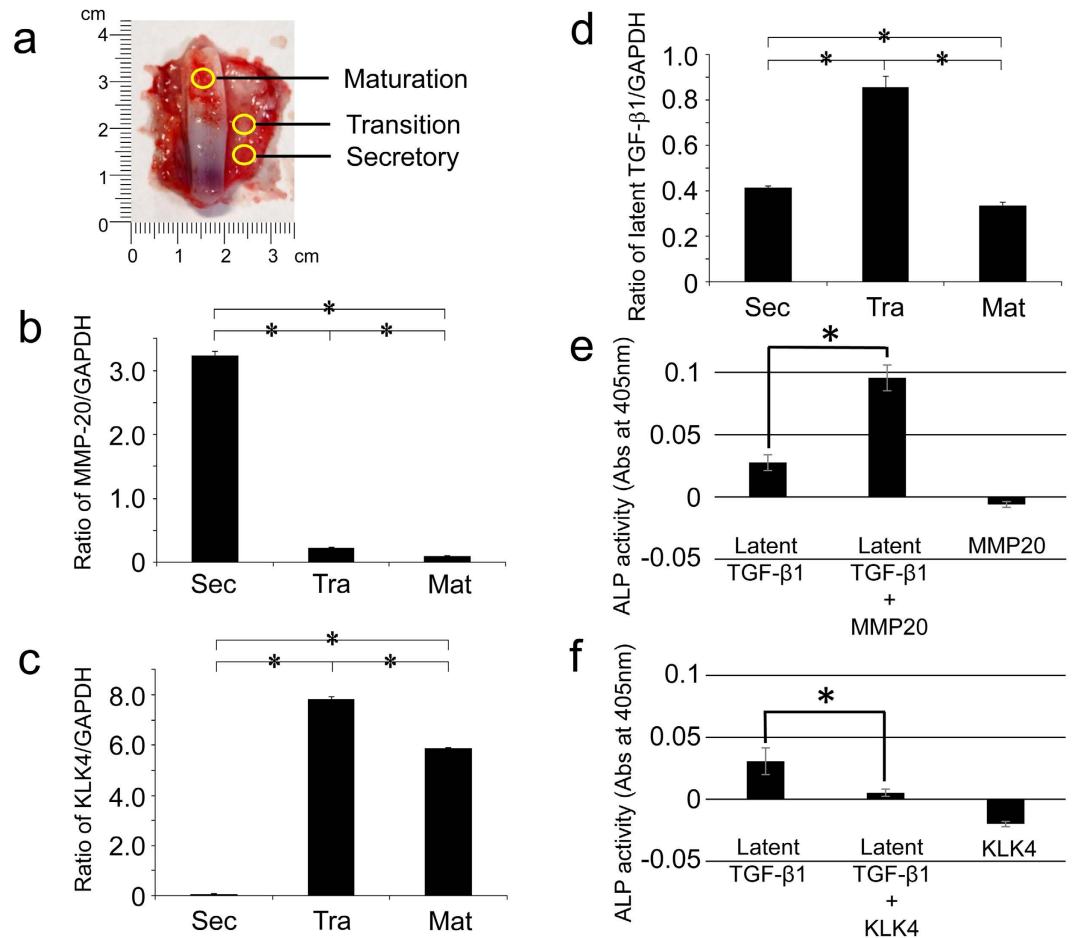 a
cm
4
3
2
1
0
0 1 2 3 cm
Maturation
Transition
Secretory
b
Ratio of MMP-20/GAPDH
3.0
2.0
1.0
0
* * *
Sec Tra Mat
c
Ratio of KLK4/GAPDH
8.0
6.0
4.0
2.0
0
* * *
Sec Tra Mat
d
Ratio of latent TGF-β1/GAPDH
1.0
0.8
0.6
0.4
0.2
0
* * *
Sec Tra Mat
e
ALP activity (Abs at 405nm)
0.1
0.05
0
-0.05
*
Latent
TGF-β1
Latent
TGF-β1
+
MMP20
MMP20
f
ALP activity (Abs at 405nm)
0.1
0.05
0
-0.05
*
Latent
TGF-β1
Latent
TGF-β1
+
KLK4
KLK4